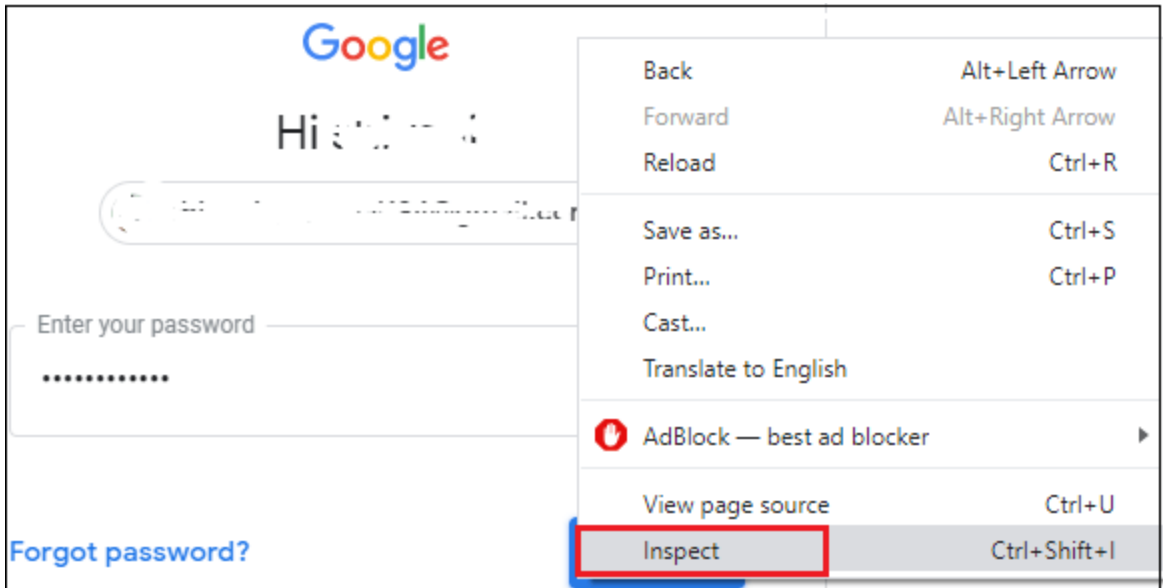 Google
Hi
Enter your password
••••••••••••
Forgot password?
Back Alt+Left Arrow
Forward Alt+Right Arrow
Reload Ctrl+R
Save as... Ctrl+S
Print... Ctrl+P
Cast...
Translate to English
AdBlock — best ad blocker
View page source Ctrl+U
Inspect Ctrl+Shift+I